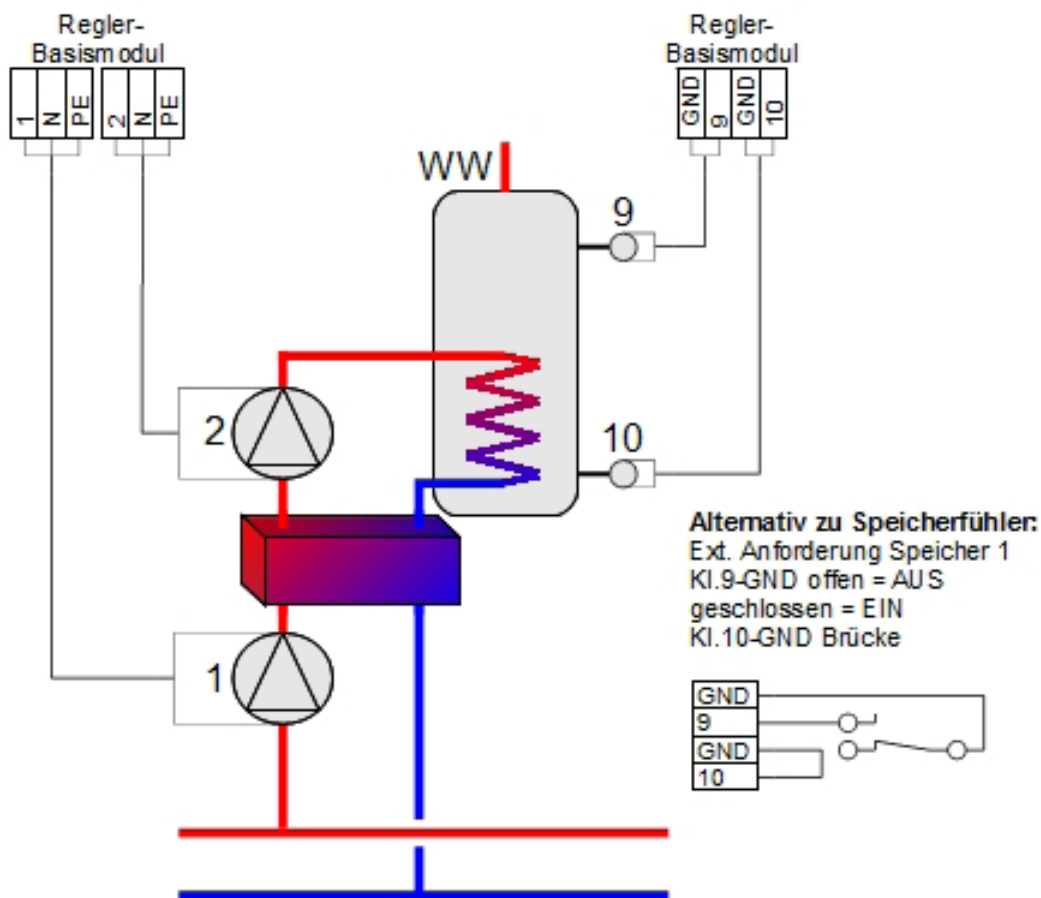 Regler-
Basismodul
1 N PE 2 N PE
Regler-
Basismodul
GND 9 GND 10
WW
9
2
10
Alternativ zu Speicherfühler:
Ext. Anforderung Speicher 1
Kl.9-GND offen = AUS
geschlossen = EIN
Kl.10-GND Brücke
1
GND
9
GND
10